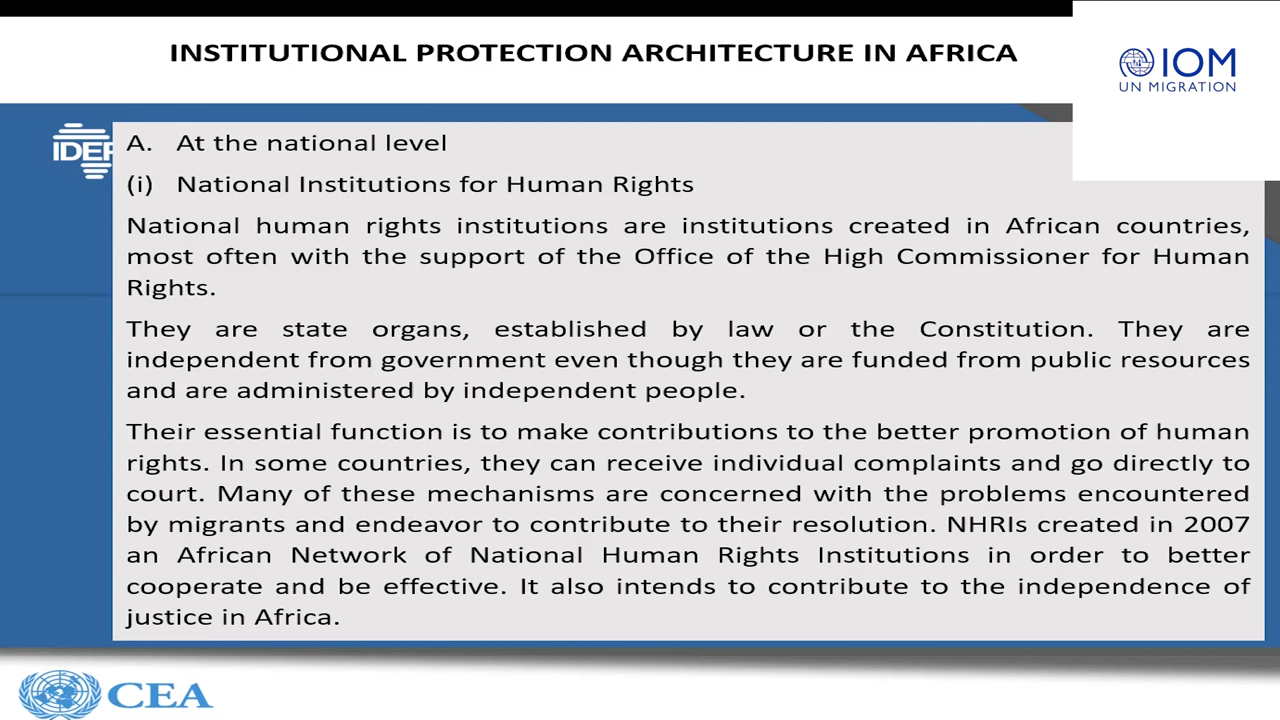 INSTITUTIONAL PROTECTION ARCHITECTURE IN AFRICA
IOM
UN MIGRATION
IDEP
A. At the national level
(i) National Institutions for Human Rights
National human rights institutions are institutions created in African countries,
most often with the support of the Office of the High Commissioner for Human
Rights.
They are state organs, established by law or the Constitution. They are
independent from government even though they are funded from public resources
and are administered by independent people.
Their essential function is to make contributions to the better promotion of human
rights. In some countries, they can receive individual complaints and go directly to
court. Many of these mechanisms are concerned with the problems encountered
by migrants and endeavor to contribute to their resolution. NHRIs created in 2007
an African Network of National Human Rights Institutions in order to better
cooperate and be effective. It also intends to contribute to the independence of
justice in Africa.
CEA